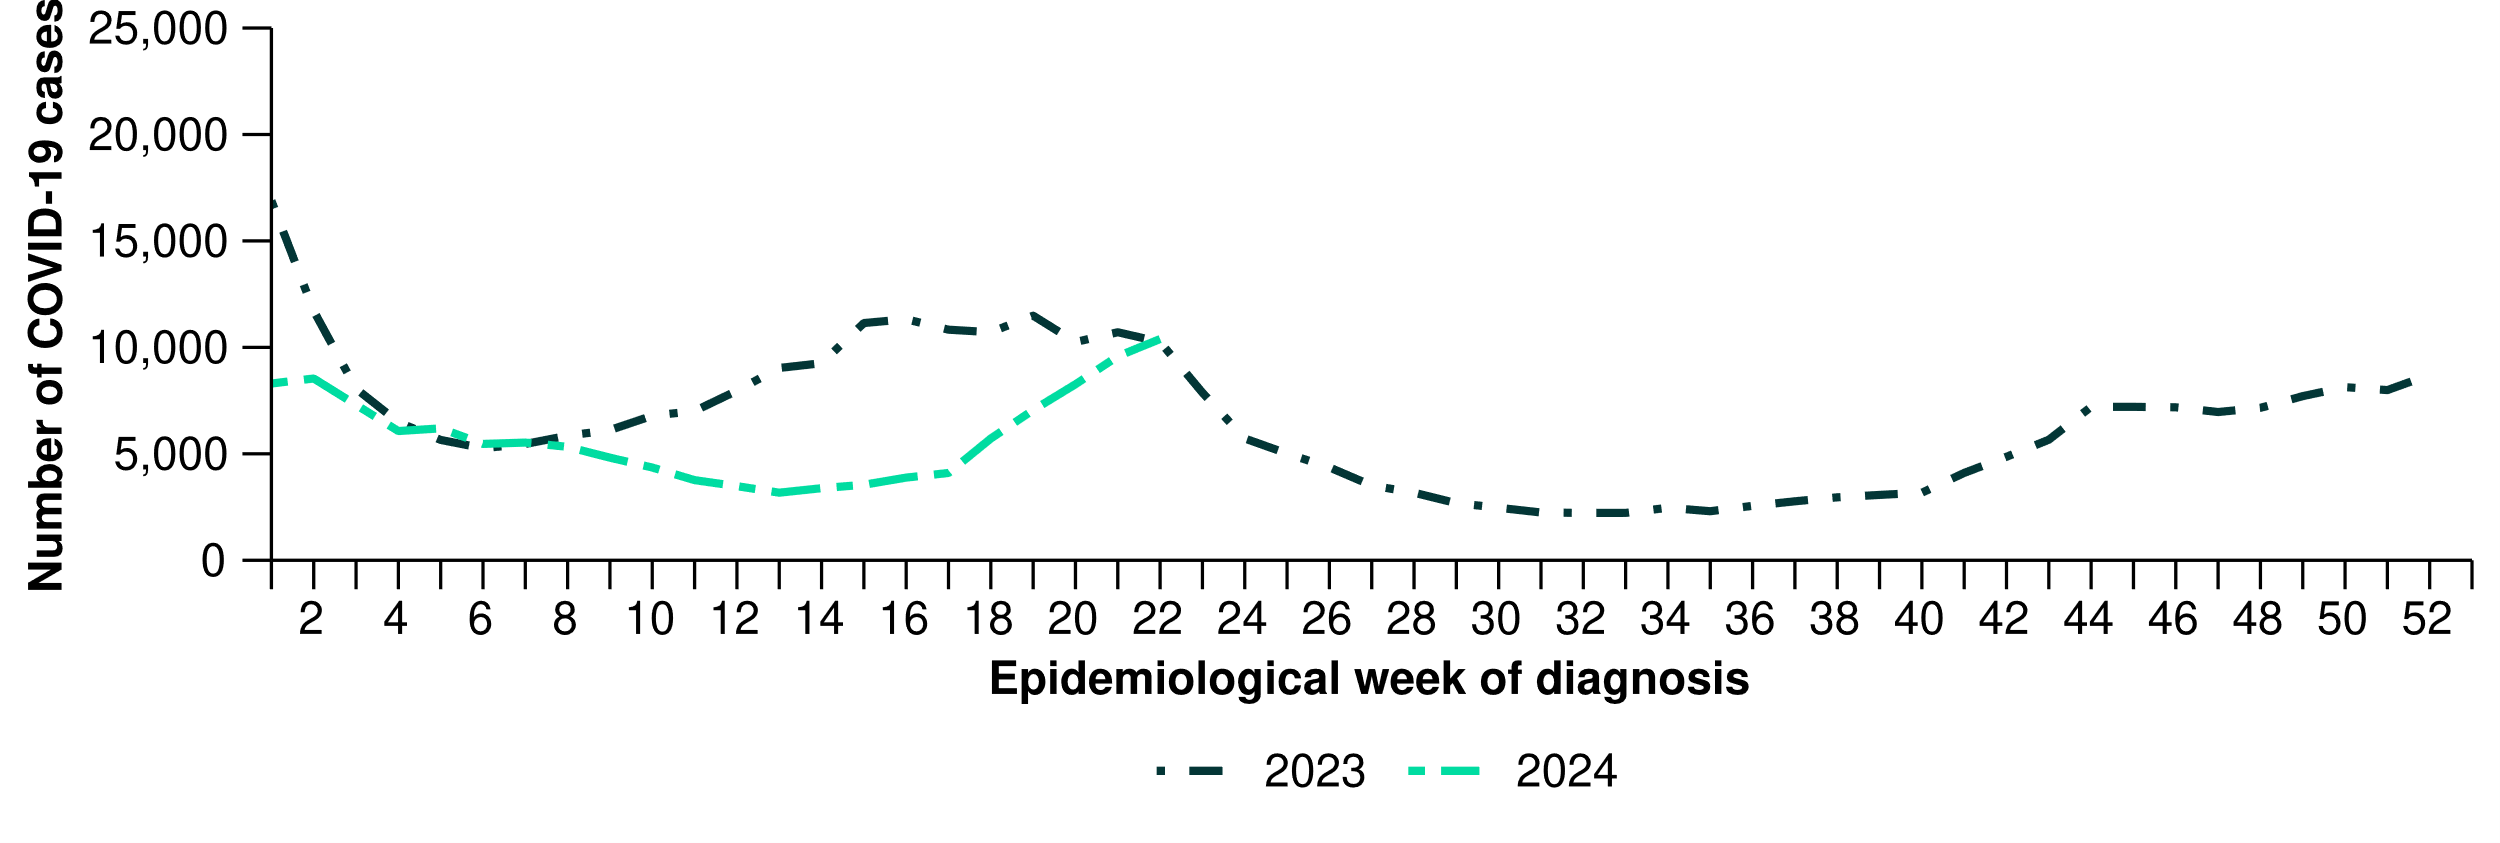 Number of COVID-19 cases
25,000
20,000
15,000
10,000
5,000
0
2 4 6 8 10 12 14 16 18 20 22 24 26 28 30 32 34 36 38 40 42 44 46 48 50 52
Epidemiological week of diagnosis
2023 2024